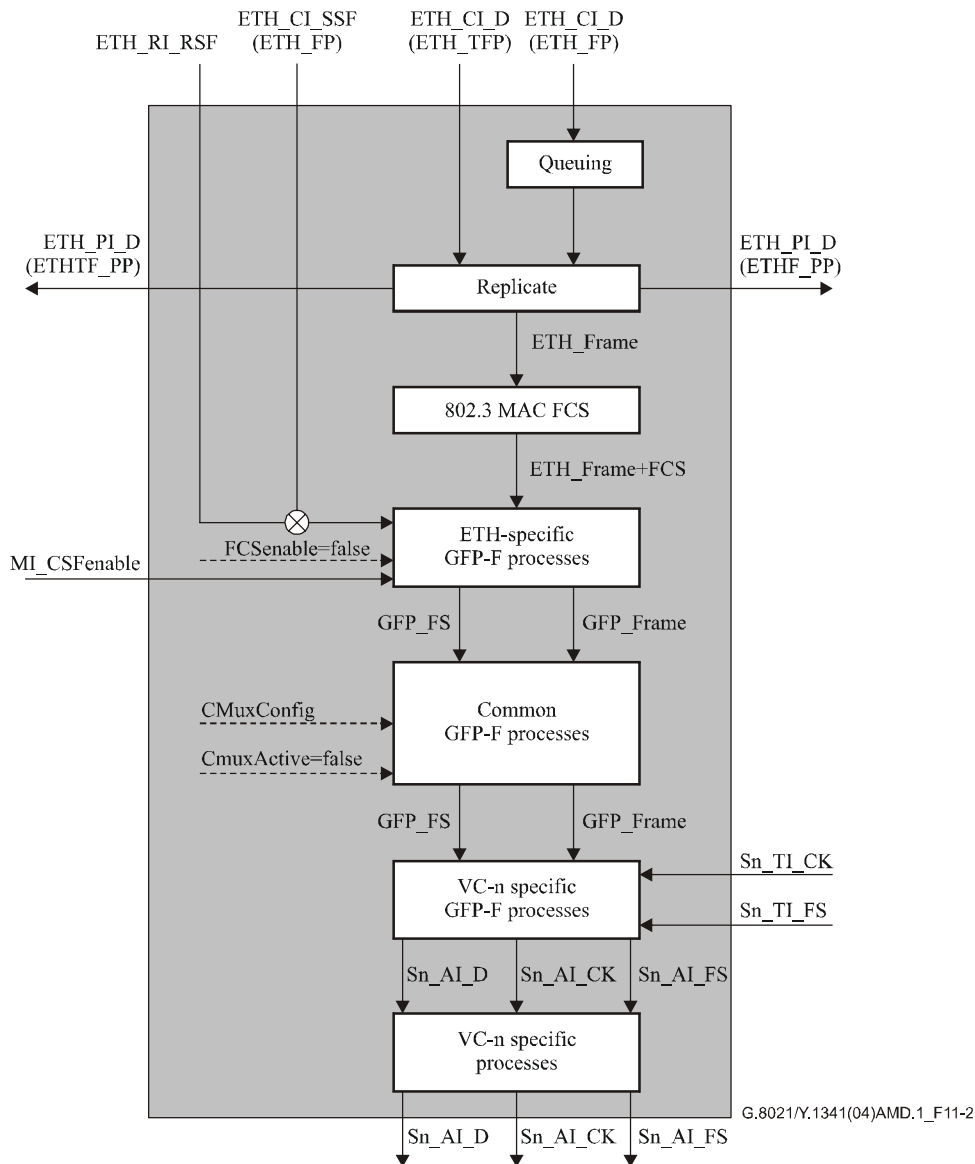 ETH_RI_RSF
ETH_CI_SSF
(ETH_FP)
ETH_CI_D
(ETH_TFP)
ETH_CI_D
(ETH_FP)
Queuing
ETH_PI_D
(ETHTF_PP)
ETH_PI_D
(ETHF_PP)
Replicate
ETH_Frame
802.3 MAC FCS
ETH_Frame+FCS
ETH-specific
GFP-F processes
FCSenable=false
MI_CSFenable
GFP_FS
GFP_Frame
CMuxConfig
Common
GFP-F processes
CmuxActive=false
GFP_FS
GFP_Frame
Sn_TI_CK
VC-n specific
GFP-F processes
Sn_TI_FS
Sn_AI_D
Sn_AI_CK
Sn_AI_FS
VC-n specific
processes
G.8021/Y.1341(04)AMD.1_F11-2
Sn_AI_D
Sn_AI_CK
Sn_AI_FS